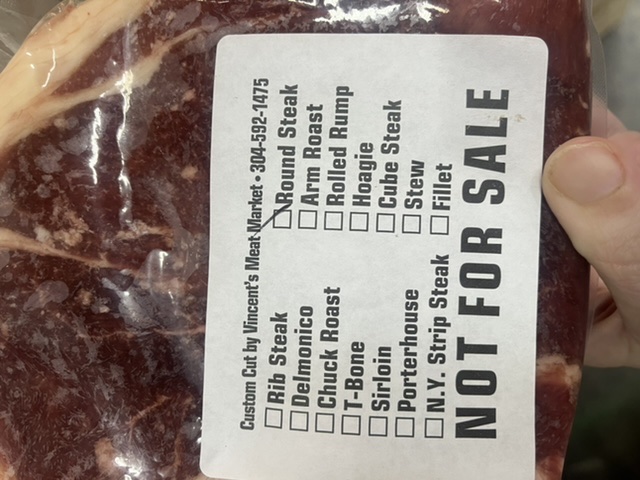 Custom Cut by Vincent's Meat Market • 304-592-1475
Rib Steak
Delmonico
Chuck Roast
T-Bone
Sirloin
Porterhouse
N.Y. Strip Steak
Round Steak
Arm Roast
Rolled Rump
Hoagie
Cube Steak
Stew
Fillet
NOT FOR SALE